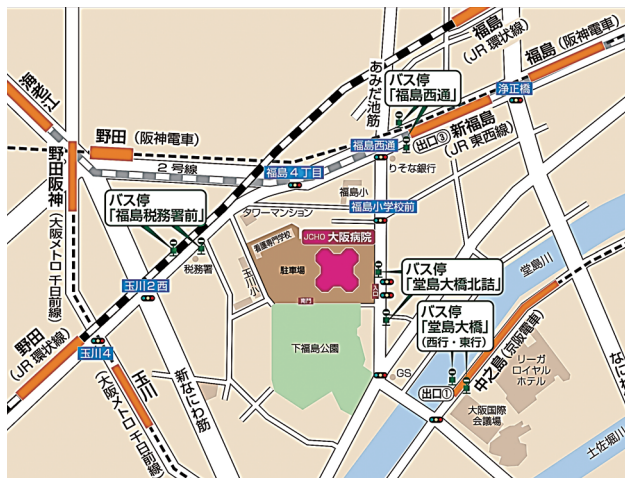 福島
(JR環状線)
福島(阪神電車)
あみだ池筋
バス停
「福島西通」
浄正橋
海老江
野田(阪神電車)
2号線
福島4丁目
福島西通
出口③
新福島
(JR東西線)
りそな銀行
野田阪神
(大阪メトロ千日前線)
福島小
バス停
「福島税務署前」
タワーマンション
福島小学校前
JCHO 大阪病院
看護専門学校
駐車場
入口
南門
税務署
玉川小
堂島川
バス停
「堂島大橋北詰」
玉川2西
バス停
「堂島大橋」
(西行・東行)
野田
(JR環状線)
玉川4
玉川
(大阪メトロ千日前線)
新なにわ筋
下福島公園
GS
出口①
中之島(京阪電車)
リーガ
ロイヤル
ホテル
大阪国際
会議場
なにわ
土佐堀川